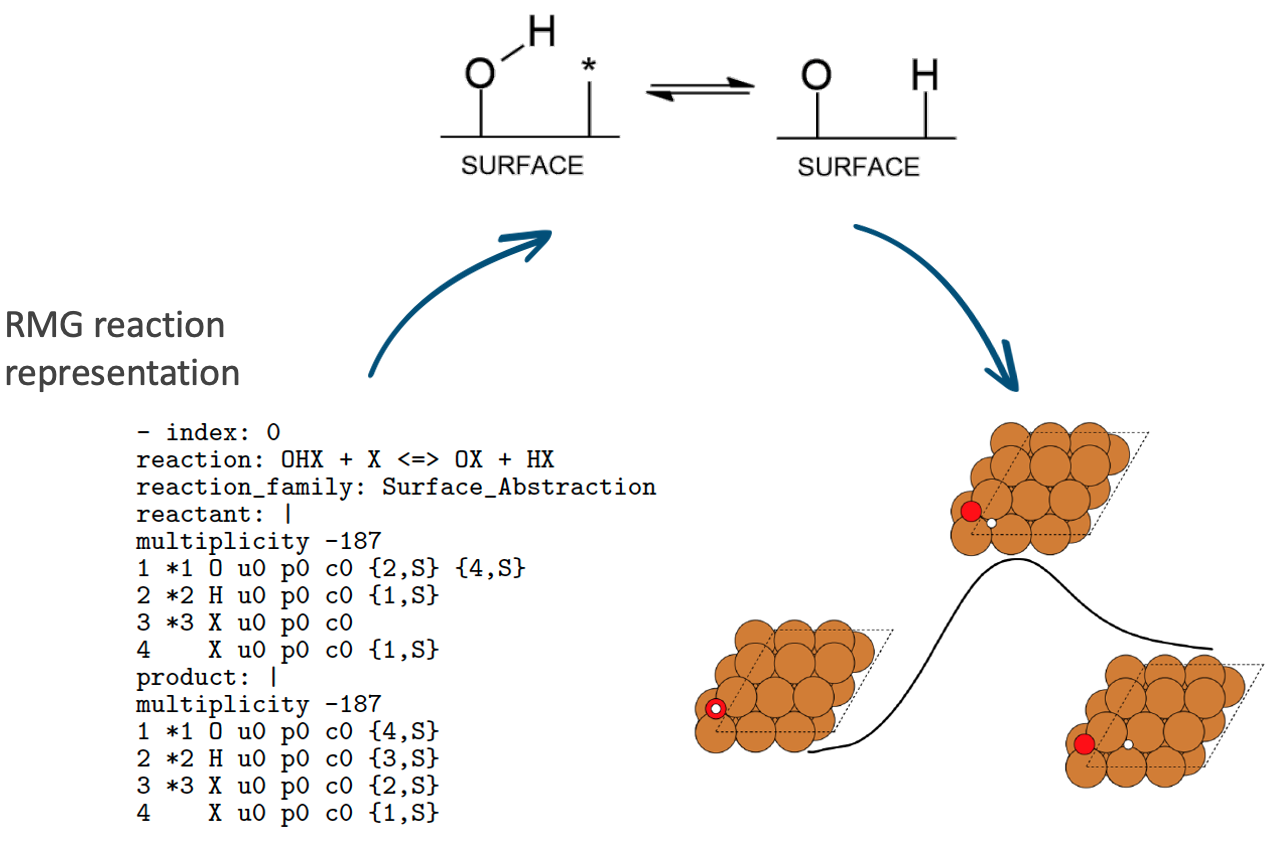 H
O
*
SURFACE
O
H
SURFACE
RMG reaction
representation
- index: 0
reaction: OHX + X <=> OX + HX
reaction_family: Surface_Abstraction
reactant: |
multiplicity -187
1 *1 O u0 p0 c0 {2,S} {4,S}
2 *2 H u0 p0 c0 {1,S}
3 *3 X u0 p0 c0
4    X u0 p0 c0 {1,S}
product: |
multiplicity -187
1 *1 O u0 p0 c0 {4,S}
2 *2 H u0 p0 c0 {3,S}
3 *3 X u0 p0 c0 {2,S}
4    X u0 p0 c0 {1,S}